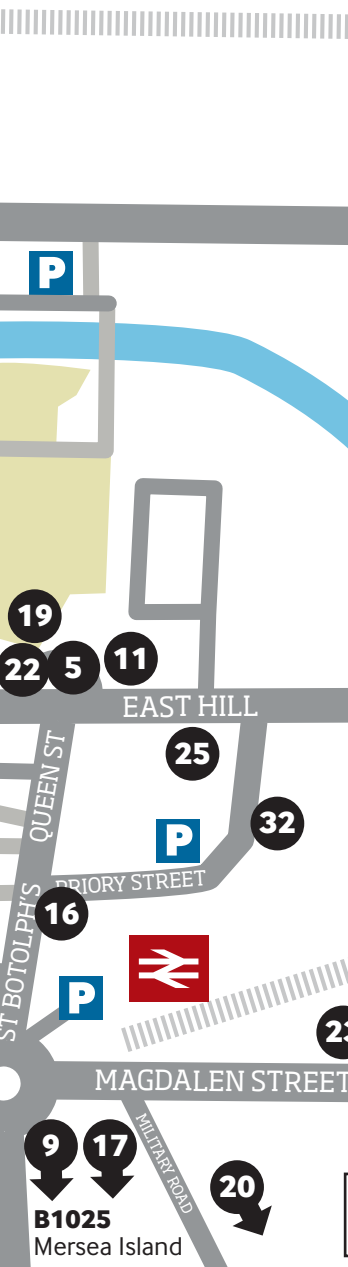 P
19
22
5
11
EAST HILL
25
QUEEN ST
32
P
PRIORY STREET
16
ST BOTOLPH'S
P
23
MAGDALEN STREET
9
17
MILITARY ROAD
20
B1025
Mersea Island